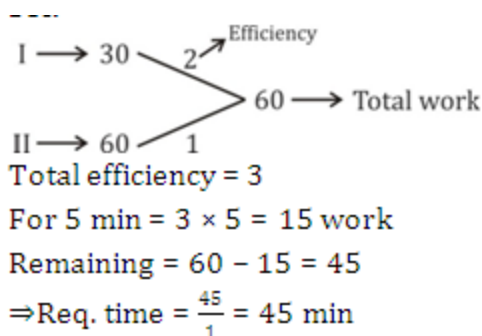 Efficiency
I → 30 2
60 → Total work
II → 60 1
Total efficiency = 3
For 5 min = 3 × 5 = 15 work
Remaining = 60 – 15 = 45
⇒Req. time = 45/1 = 45 min